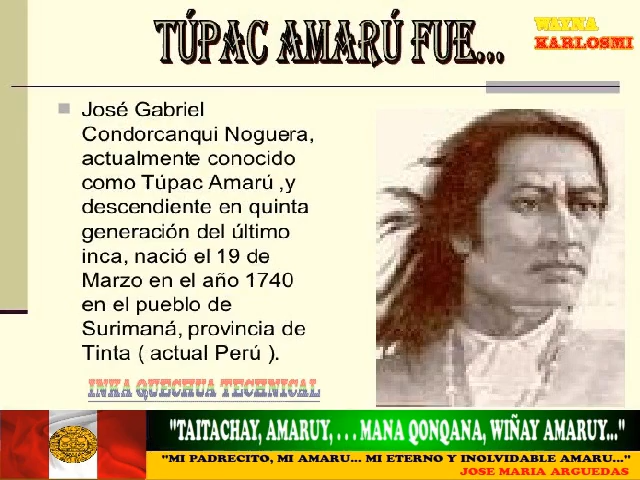 TÚPAC AMARÚ FUE...
WAYNA
KARLOSMI
José Gabriel
Condorcanqui Noguera,
actualmente conocido
como Túpac Amarú ,y
descendiente en quinta
generación del último
inca, nació el 19 de
Marzo en el año 1740
en el pueblo de
Surimaná, provincia de
Tinta ( actual Perú ).
INKA QUECHUA TECHNICAL
"TAITACHAY, AMARUY, . . . MANA QONQANA, WIÑAY AMARUY..."
"MI PADRECITO, MI AMARU... MI ETERNO Y INOLVIDABLE AMARU..."
JOSE MARIA ARGUEDAS